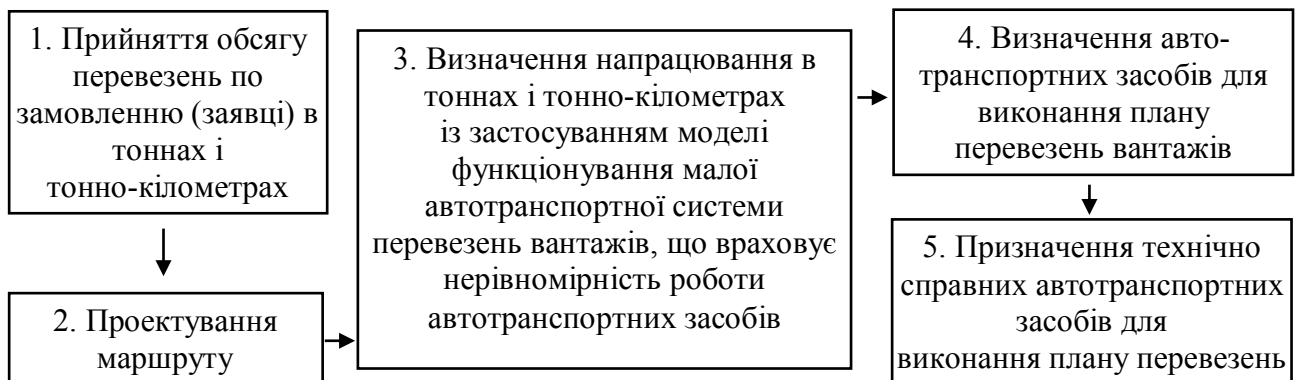 1. Прийняття обсягу
перевезень по
замовленню (заявці) в
тоннах і
тонно-кілометрах
2. Проектування
маршруту
3. Визначення напрацювання в
тоннах і тонно-кілометрах
із застосуванням моделі
функціонування малої
автотранспортної системи
перевезень вантажів, що враховує
нерівномірність роботи
автотранспортних засобів
4. Визначення авто-
транспортних засобів для
виконання плану
перевезень вантажів
5. Призначення технічно
справних автотранспортних
засобів для
виконання плану перевезень